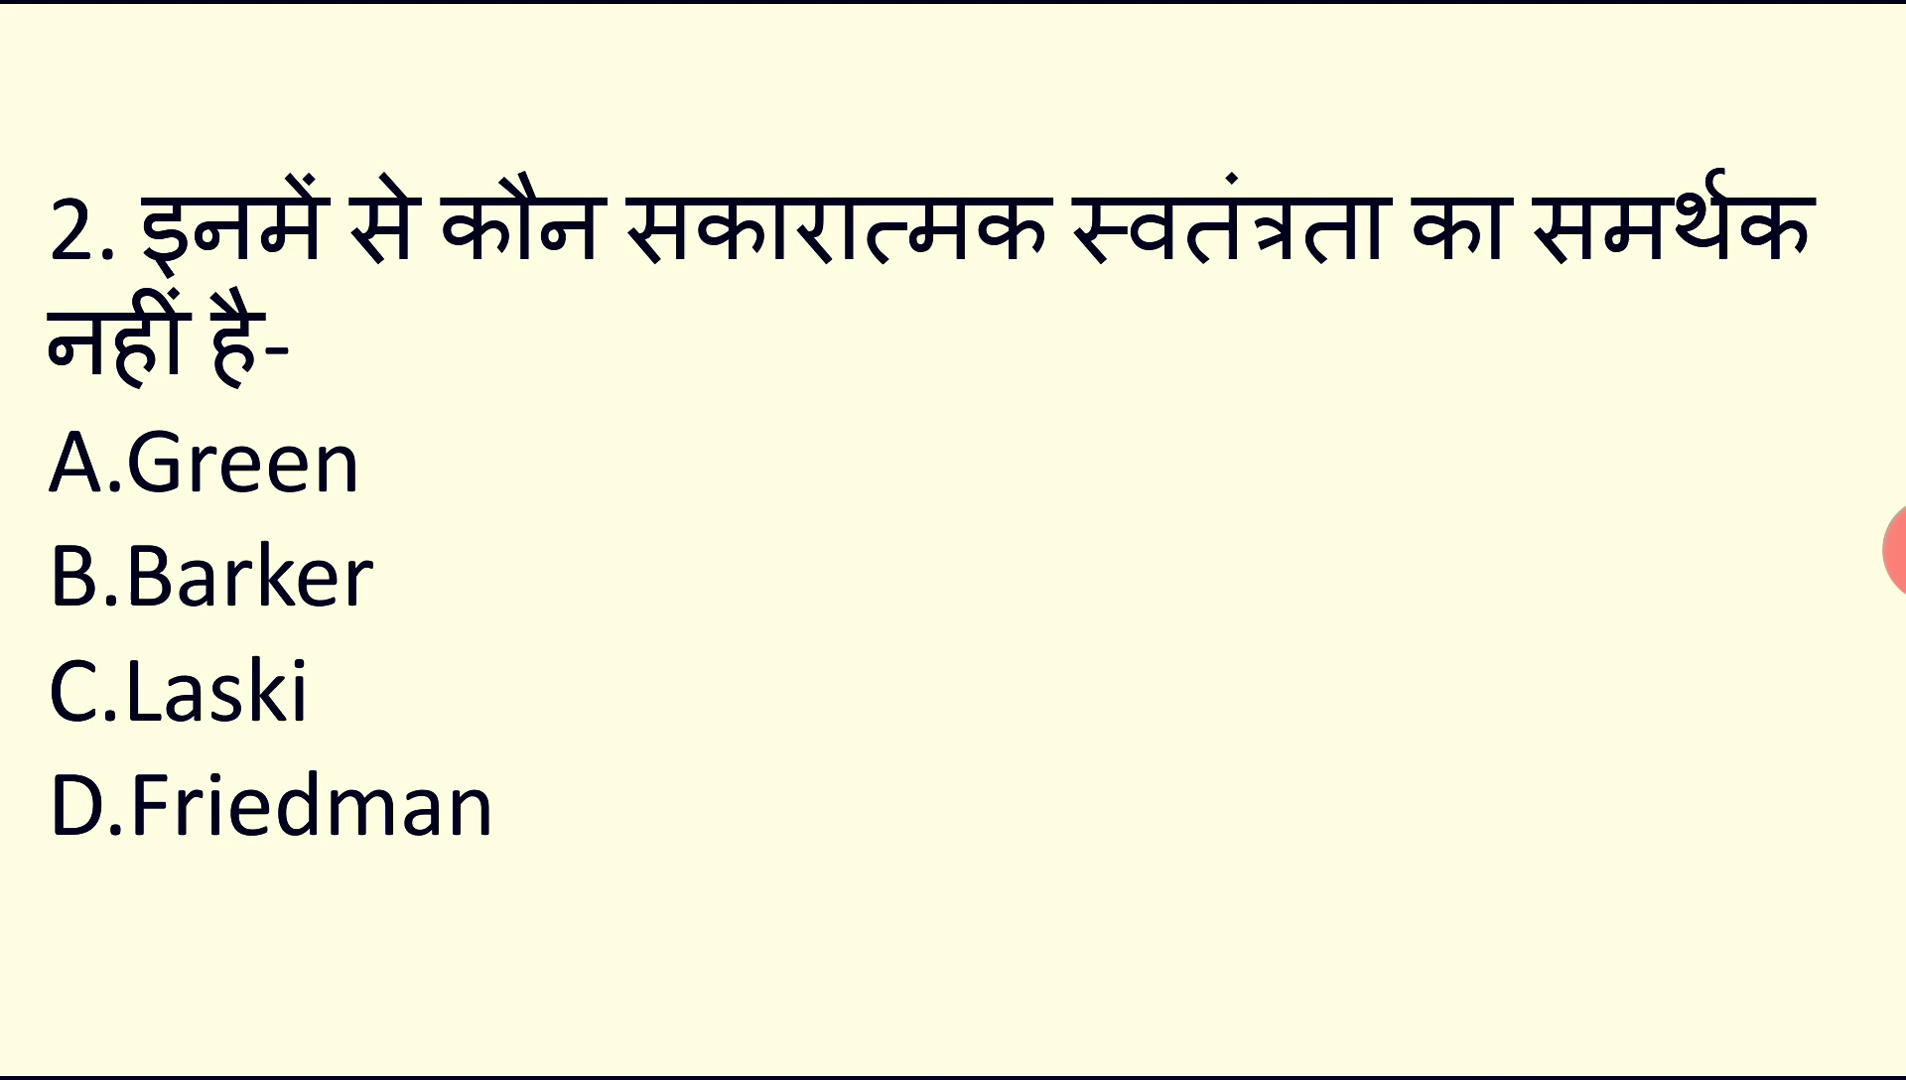 2. इनमें से कौन सकारात्मक स्वतंत्रता का समर्थक
नहीं है-
A.Green
B.Barker
C.Laski
D.Friedman